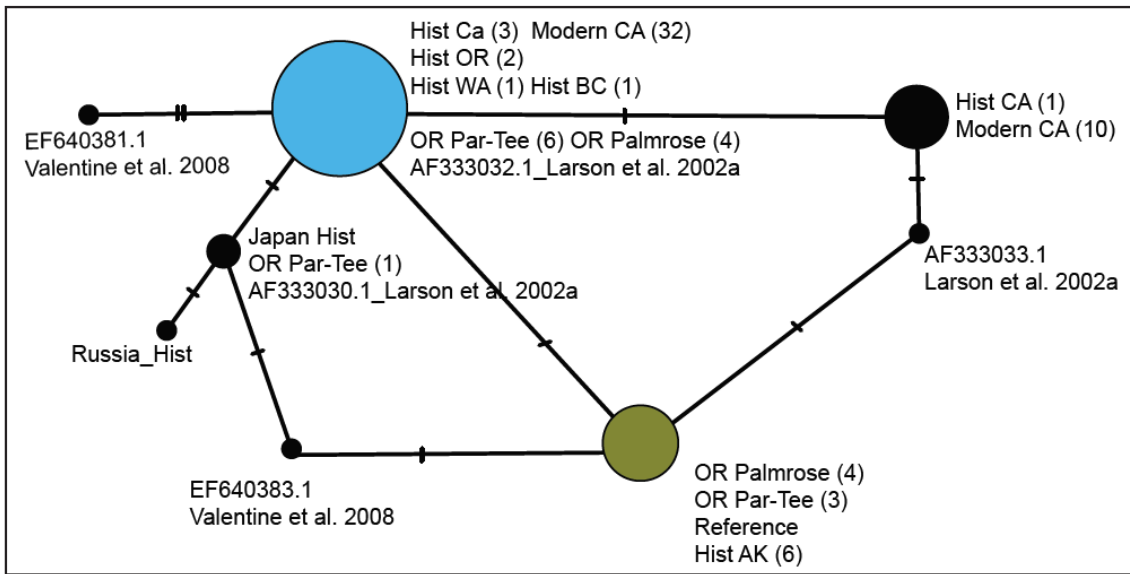 Hist Ca (3) Modern CA (32)
Hist OR (2)
Hist WA (1) Hist BC (1)
OR Par-Tee (6) OR Palmrose (4)
AF333032.1_Larson et al. 2002a
EF640381.1
Valentine et al. 2008
Hist CA (1)
Modern CA (10)
Japan Hist
OR Par-Tee (1)
AF333030.1_Larson et al. 2002a
AF333033.1
Larson et al. 2002a
Russia_Hist
EF640383.1
Valentine et al. 2008
OR Palmrose (4)
OR Par-Tee (3)
Reference
Hist AK (6)